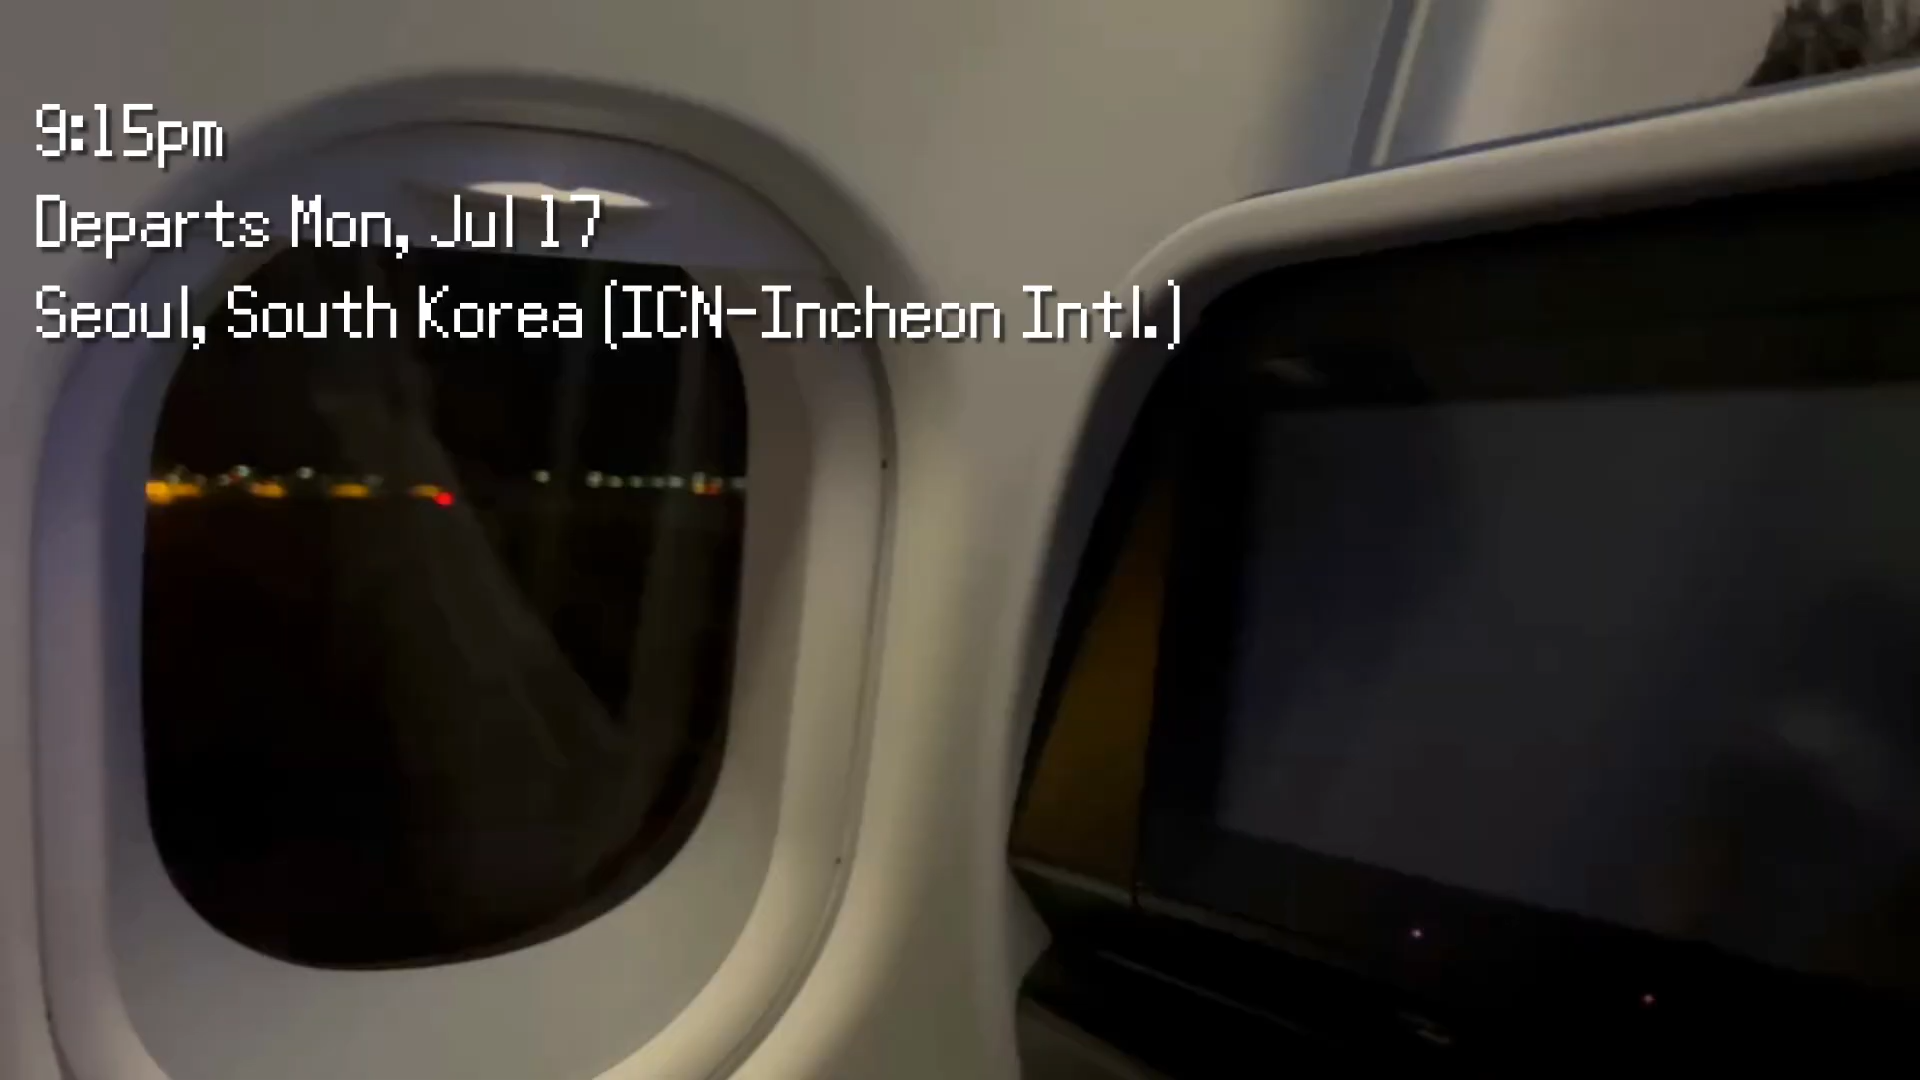 9:15pm
Departs Mon, Jul 17
Seoul, South Korea (ICN-Incheon Intl.)